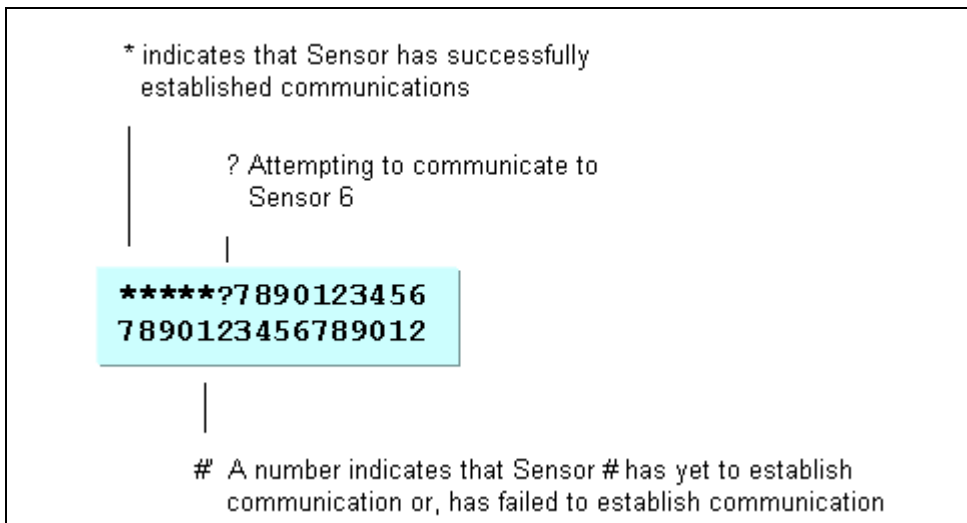 * indicates that Sensor has successfully
established communications
? Attempting to communicate to
Sensor 6
*****?7890123456
7890123456789012
#' A number indicates that Sensor # has yet to establish
communication or, has failed to establish communication